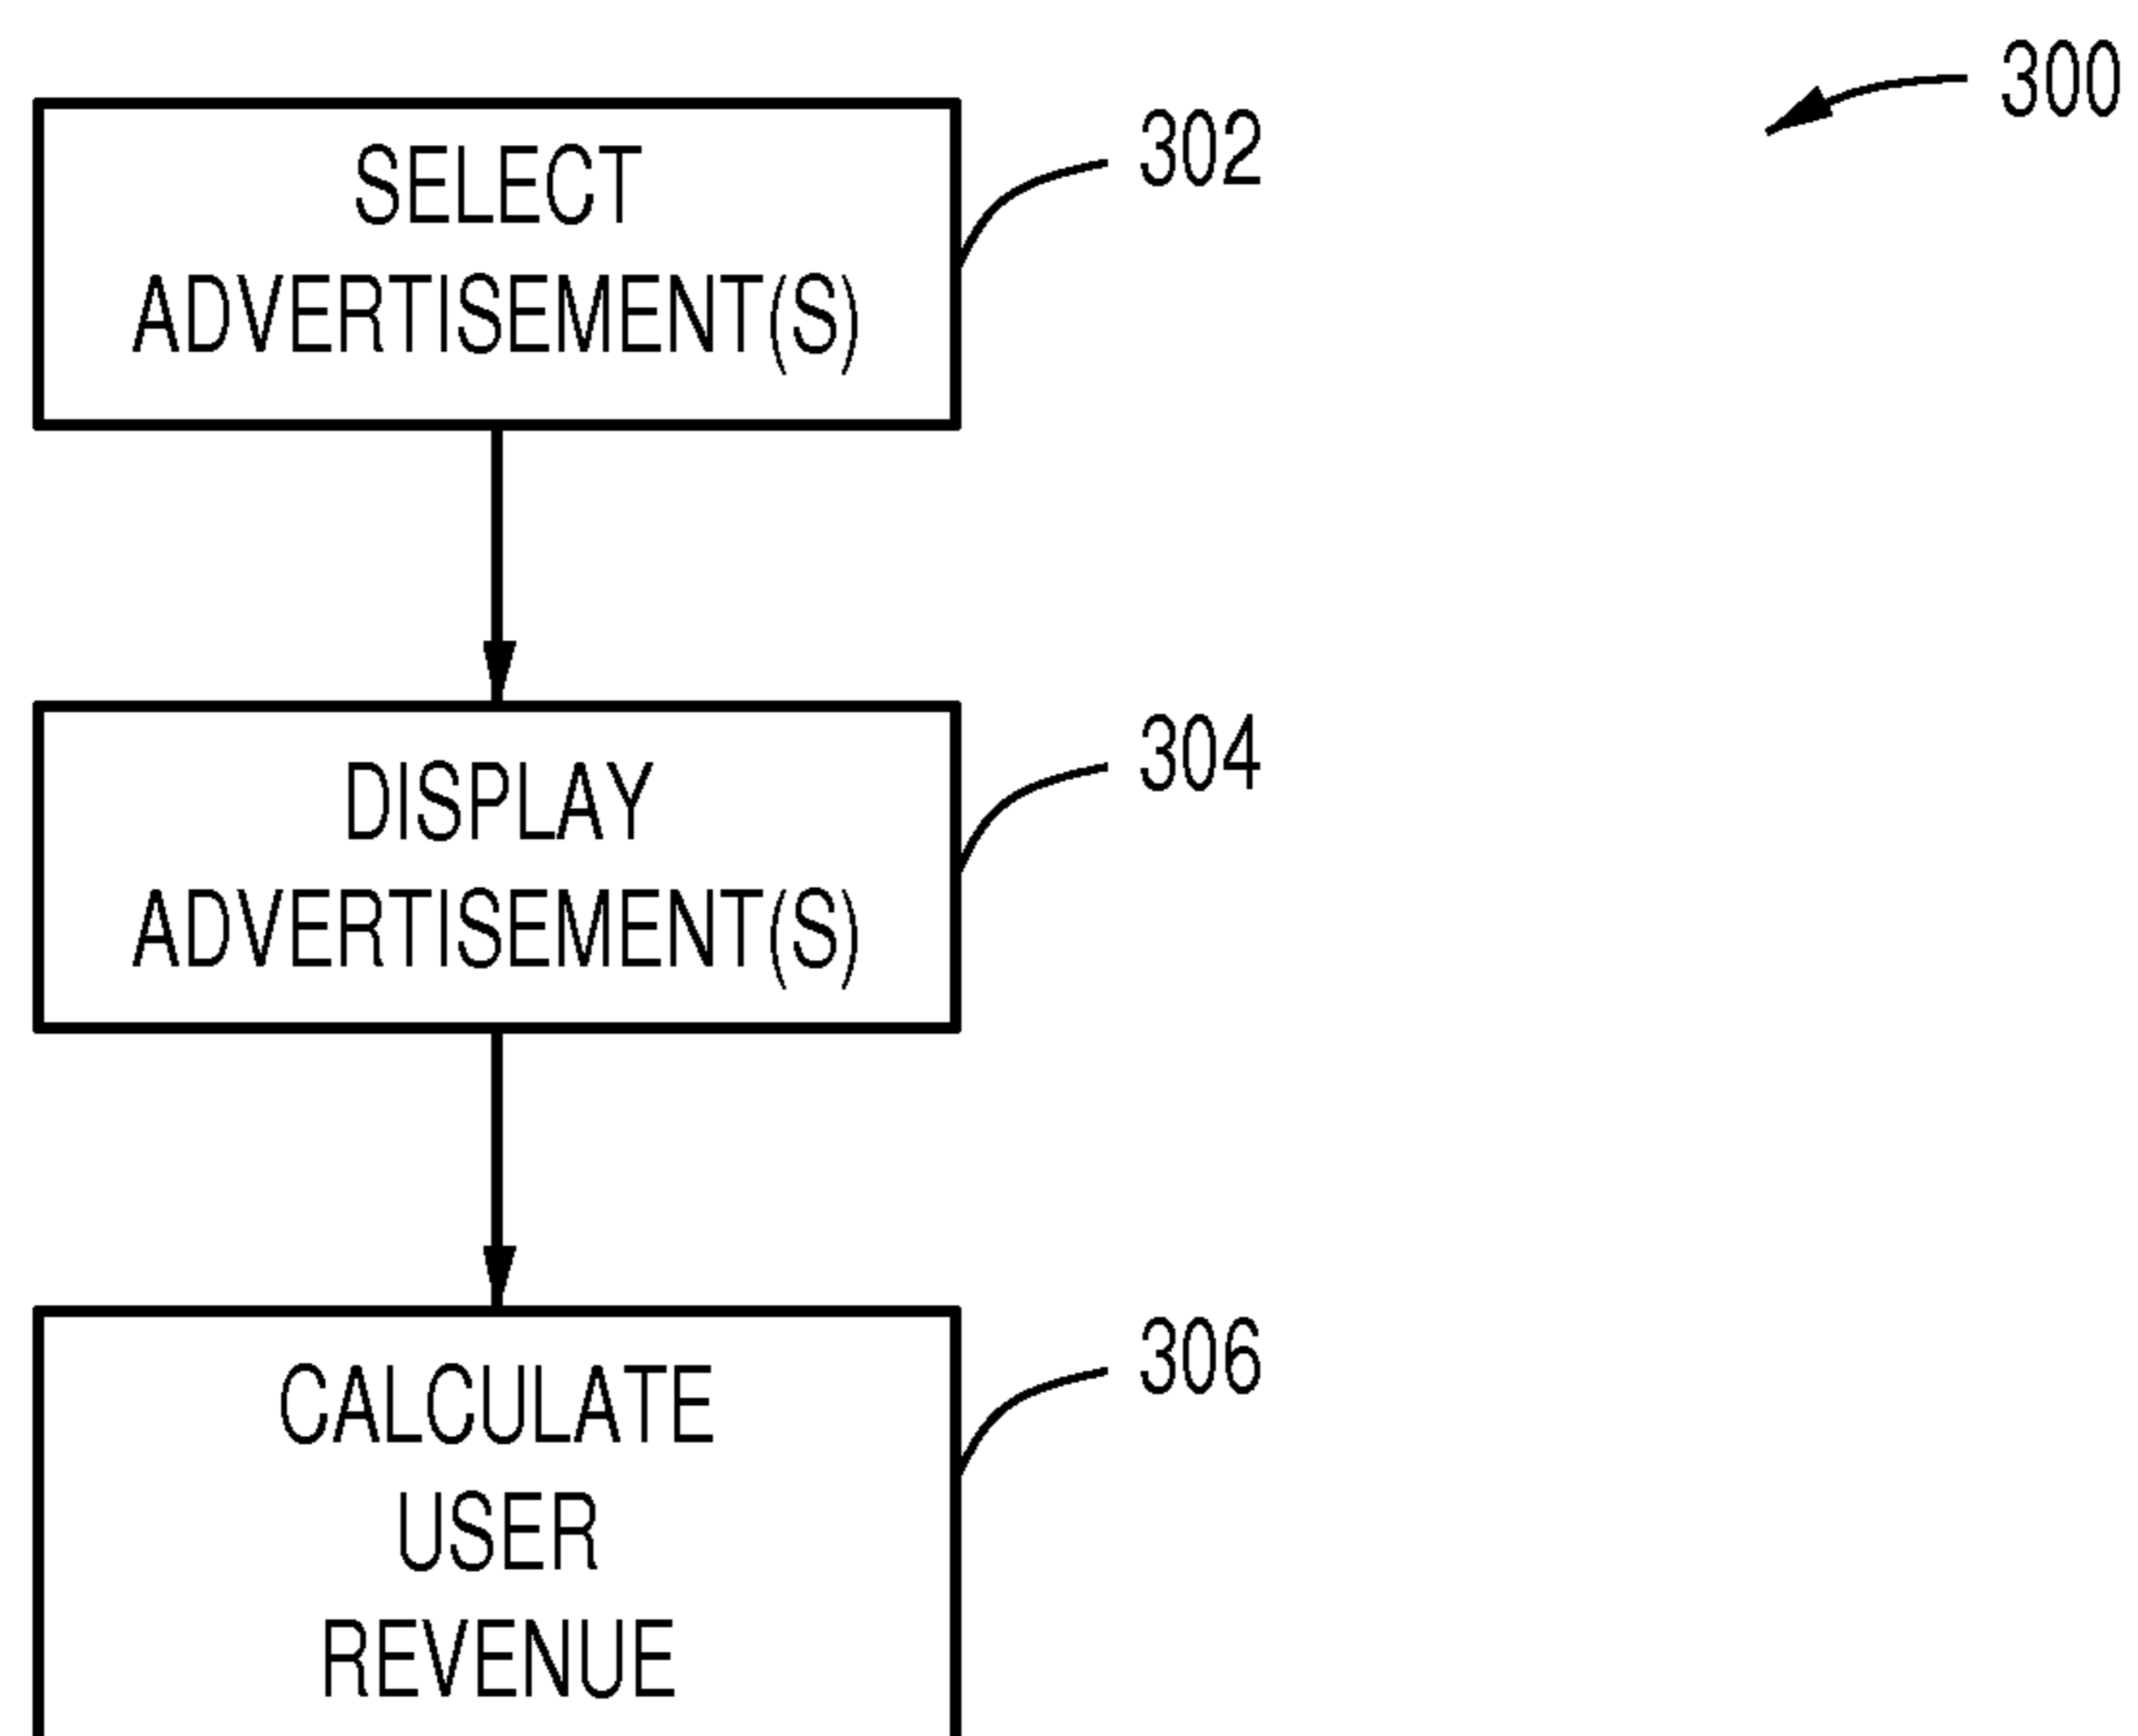 300
302
SELECT
ADVERTISEMENT(S)
304
DISPLAY
ADVERTISEMENT(S)
306
CALCULATE
USER
REVENUE